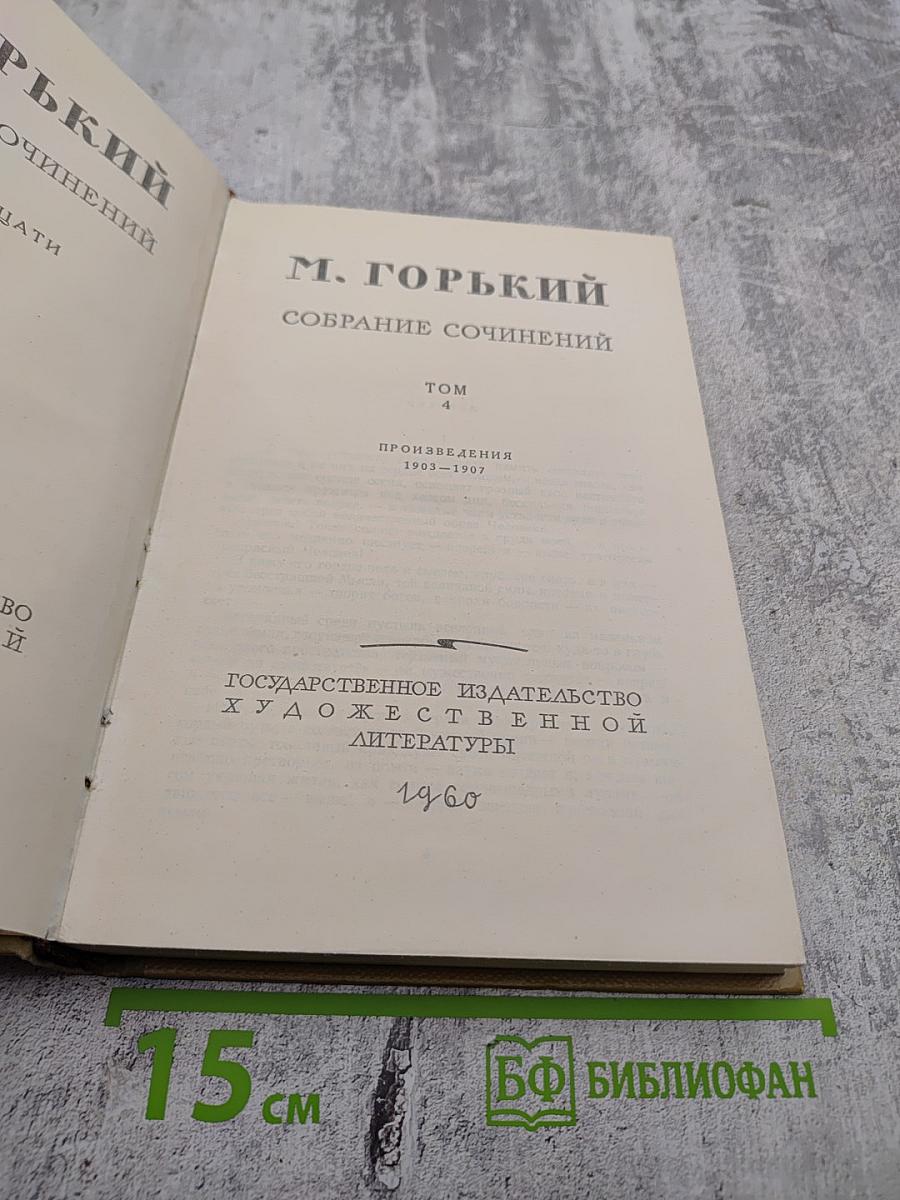 РЬКИЙ
ОЧИНЕНИЙ
ЦАТИ
ВО
Й
М. ГОРЬКИЙ
СОБРАНИЕ СОЧИНЕНИЙ
ТОМ
4
ПРОИЗВЕДЕНИЯ
1903—1907
ГОСУДАРСТВЕННОЕ ИЗДАТЕЛЬСТВО
ХУДОЖЕСТВЕННОЙ
ЛИТЕРАТУРЫ
1960
15 см
БФ БИБЛИОФАН